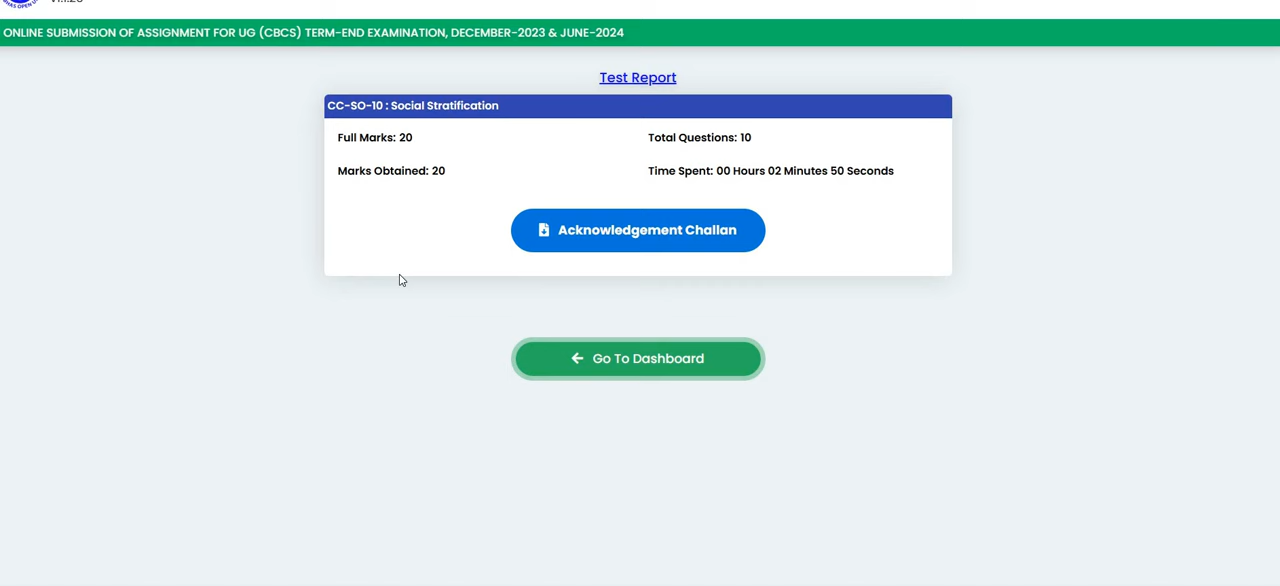 ONLINE SUBMISSION OF ASSIGNMENT FOR UG (CBCS) TERM-END EXAMINATION, DECEMBER-2023 & JUNE-2024
Test Report
CC-SO-10 : Social Stratification
Full Marks: 20
Total Questions: 10
Marks Obtained: 20
Time Spent: 00 Hours 02 Minutes 50 Seconds
Acknowledgement Challan
Go To Dashboard